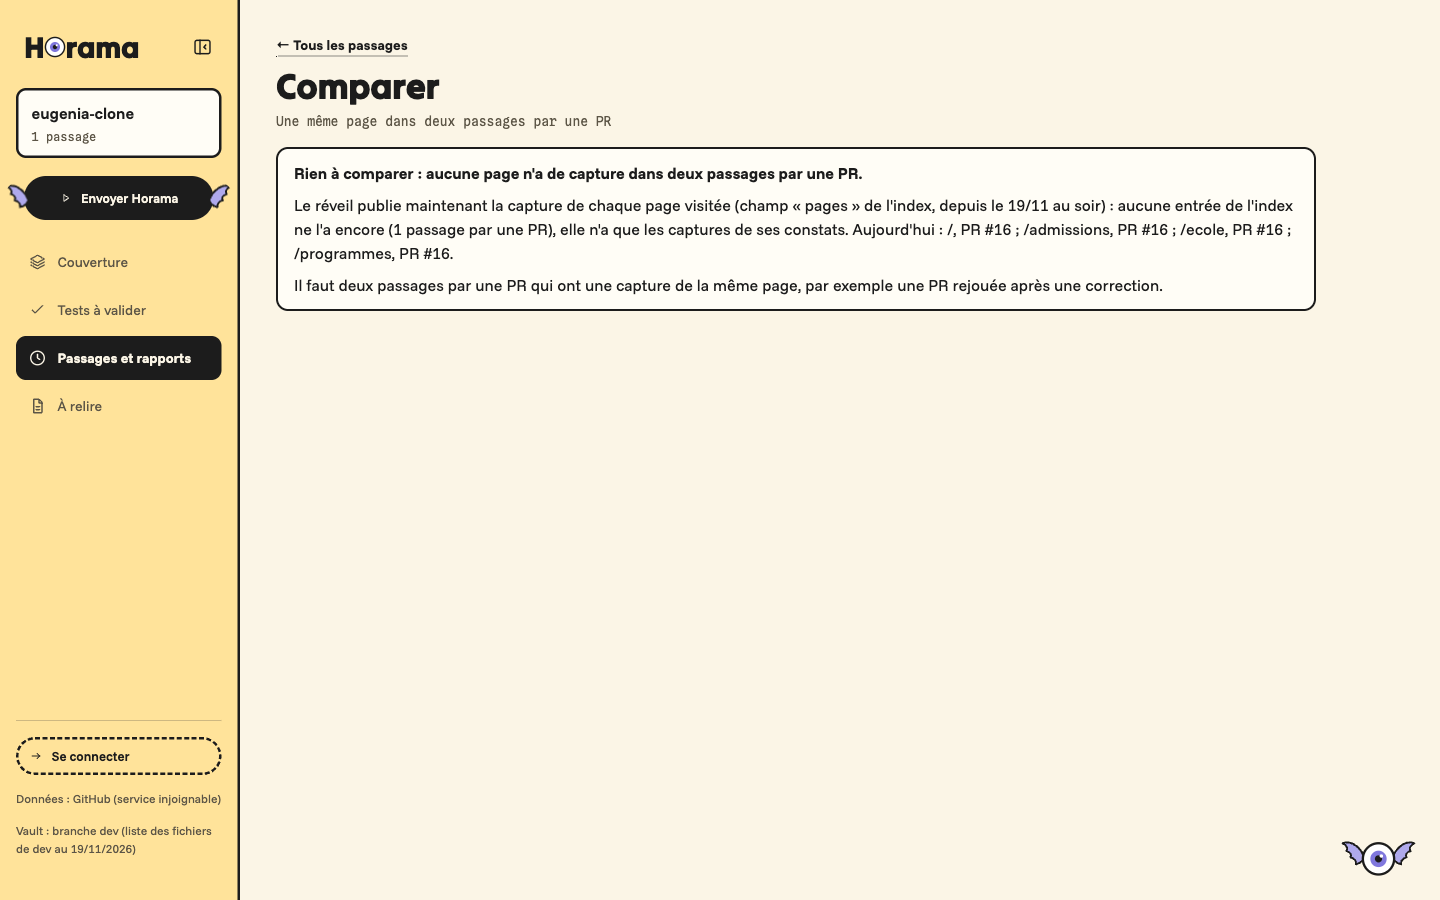 Horama
eugenia-clone
1 passage
Envoyer Horama
Couverture
Tests à valider
Passages et rapports
À relire
→ Se connecter
Données : GitHub (service injoignable)
Vault : branche dev (liste des fichiers
de dev au 19/11/2026)
← Tous les passages
Comparer
Une même page dans deux passages par une PR
Rien à comparer : aucune page n'a de capture dans deux passages par une PR.
Le réveil publie maintenant la capture de chaque page visitée (champ « pages » de l'index, depuis le 19/11 au soir) : aucune entrée de l'index
ne l'a encore (1 passage par une PR), elle n'a que les captures de ses constats. Aujourd'hui : /, PR #16 ; /admissions, PR #16 ; /ecole, PR #16 ;
/programmes, PR #16.
Il faut deux passages par une PR qui ont une capture de la même page, par exemple une PR rejouée après une correction.